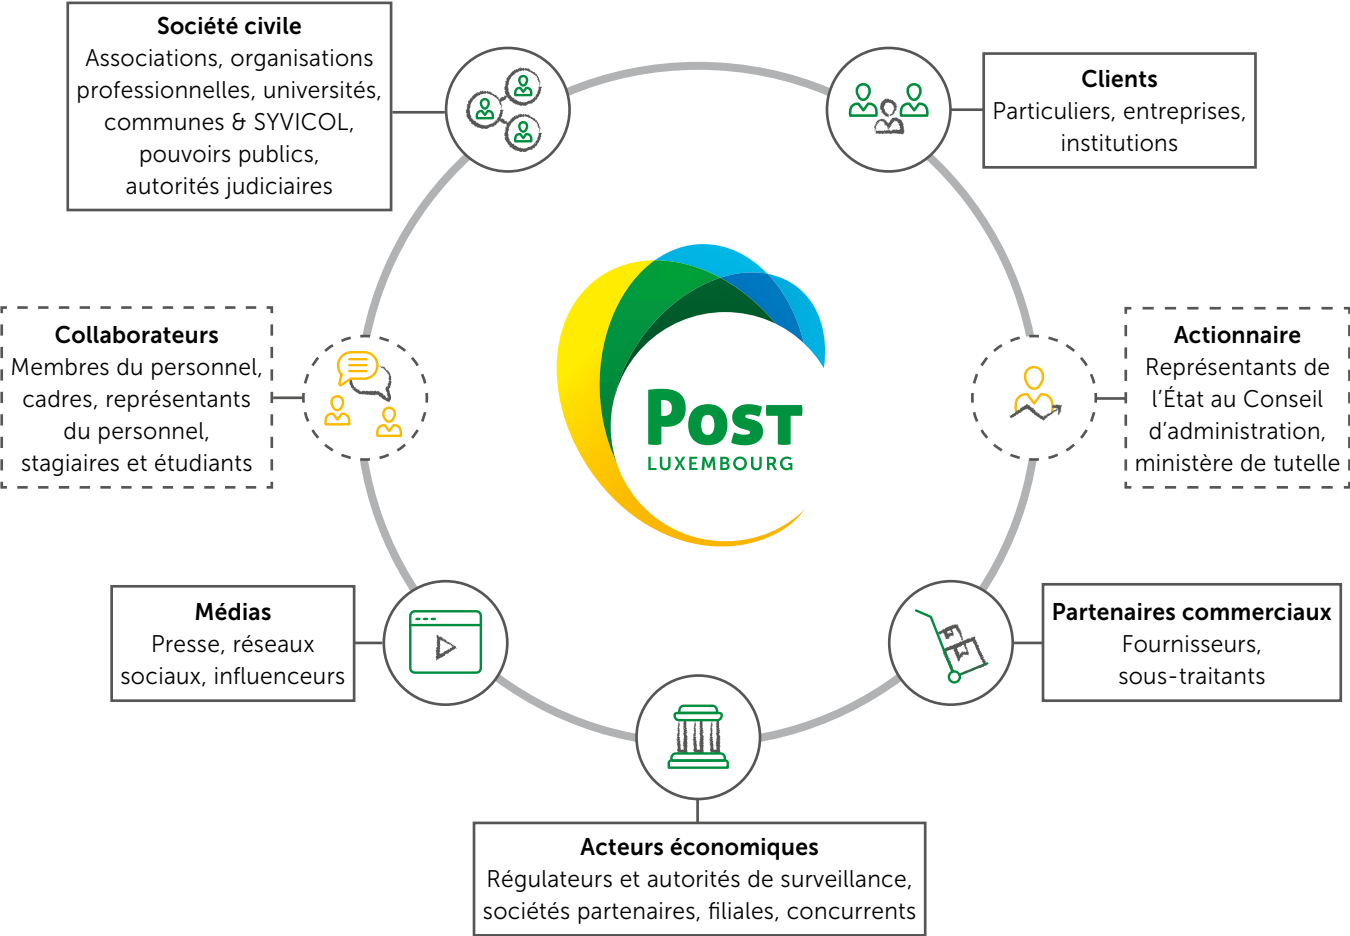 Société civile
Associations, organisations
professionnelles, universités,
communes & SYVICOL,
pouvoirs publics,
autorités judiciaires
Clients
Particuliers, entreprises,
institutions
Collaborateurs
Membres du personnel,
cadres, représentants
du personnel,
stagiaires et étudiants
POST
LUXEMBOURG
Actionnaire
Représentants de
l’État au Conseil
d’administration,
ministère de tutelle
Médias
Presse, réseaux
sociaux, influenceurs
Partenaires commerciaux
Fournisseurs,
sous-traitants
Acteurs économiques
Régulateurs et autorités de surveillance,
sociétés partenaires, filiales, concurrents